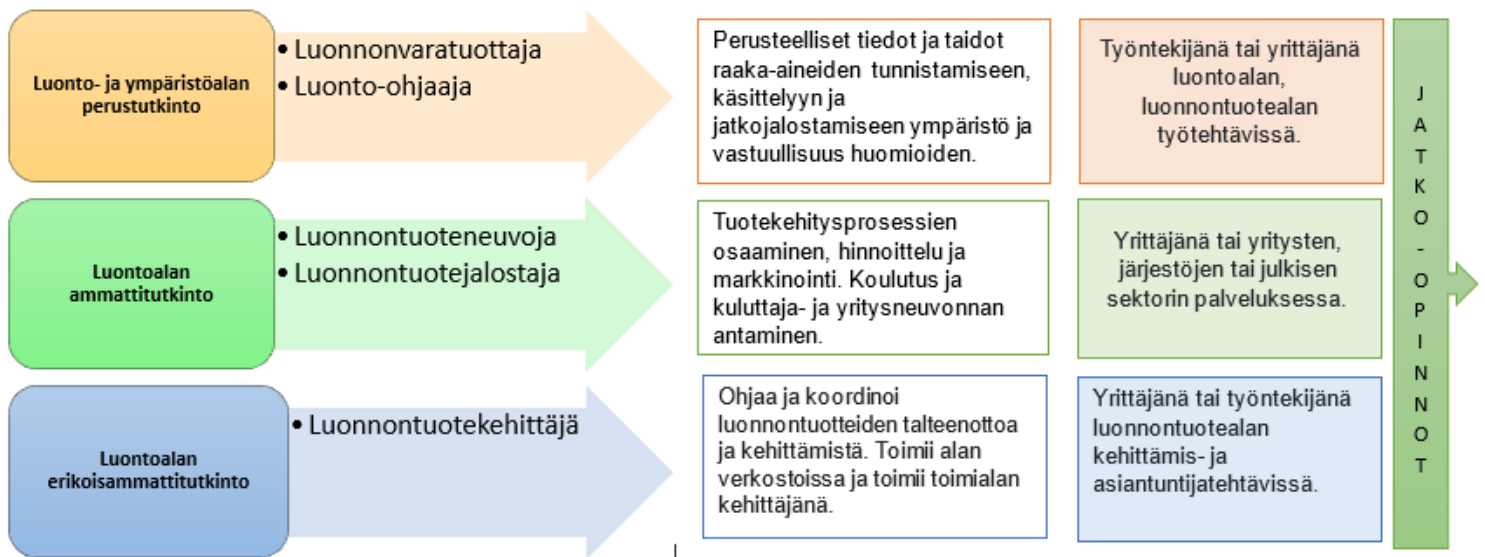 Luonto- ja ympäristöalan
perustutkinto
• Luonnonvaratuottaja
• Luonto-ohjaaja
Perusteelliset tiedot ja taidot
raaka-aineiden tunnistamiseen,
käsittelyyn ja
jatkojalostamiseen ympäristö ja
vastuullisuus huomioiden.
Työntekijänä tai yrittäjänä
luontoalan,
luonnontuotealan
työtehtävissä.
Luontoalan
ammattitutkinto
• Luonnontuoteneuvoja
• Luonnontuotejalostaja
Tuotekehitysprosessien
osaaminen, hinnoittelu ja
markkinointi. Koulutus ja
kuluttaja- ja yritysneuvonnan
antaminen.
Yrittäjänä tai yritysten,
järjestöjen tai julkisen
sektorin palveluksessa.
Luontoalan
erikoisammattitutkinto
• Luonnontuotekehittäjä
Ohjaa ja koordinoi
luonnontuotteiden talteenottoa
ja kehittämistä. Toimii alan
verkostoissa ja toimii toimialan
kehittäjänä.
Yrittäjänä tai työntekijänä
luonnontuotealan
kehittämis- ja
asiantuntijatehtävissä.
JATKO-OPINNOT